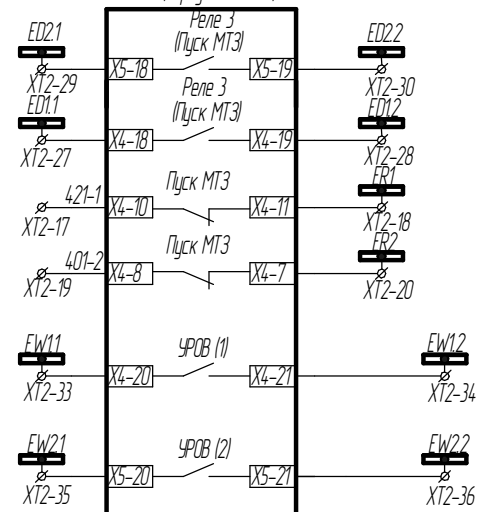 ED2.1
Реле 3
(Пуск МТЗ)
ED2.2
X5-18
X5-19
XT2-29
XT2-30
ED1.1
Реле 3
(Пуск МТЗ)
ED1.2
X4-18
X4-19
XT2-27
XT2-28
421-1
Пуск МТЗ
FR1
X4-10
X4-11
XT2-17
XT2-18
401-2
Пуск МТЗ
FR2
X4-8
X4-7
XT2-19
XT2-20
EW1.1
УРОВ (1)
EW1.2
X4-20
X4-21
XT2-33
XT2-34
EW2.1
УРОВ (2)
EW2.2
X5-20
X5-21
XT2-35
XT2-36